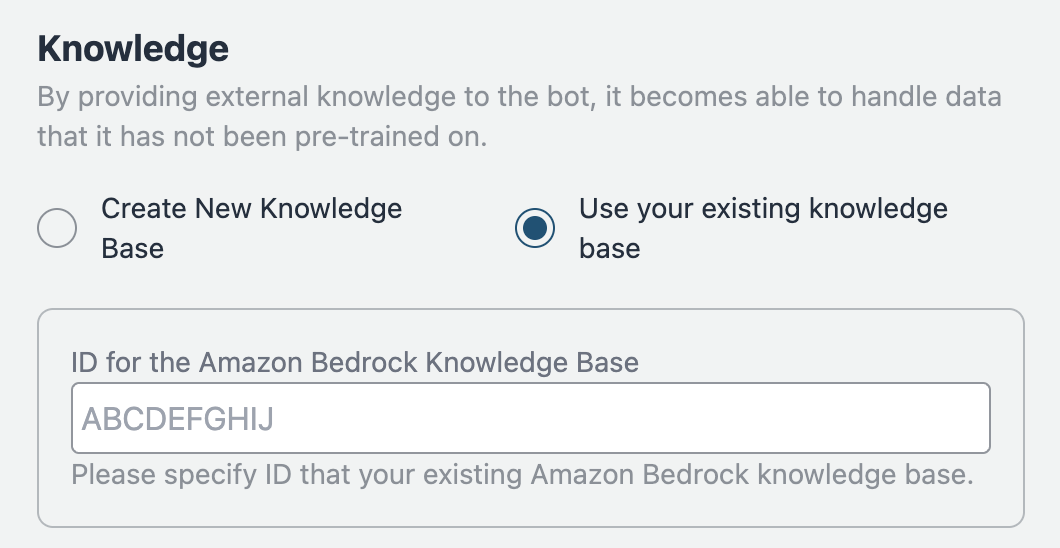 Knowledge
By providing external knowledge to the bot, it becomes able to handle data
that it has not been pre-trained on.
Create New Knowledge
Base
Use your existing knowledge
base
ID for the Amazon Bedrock Knowledge Base
ABCDEFGHIJ
Please specify ID that your existing Amazon Bedrock knowledge base.